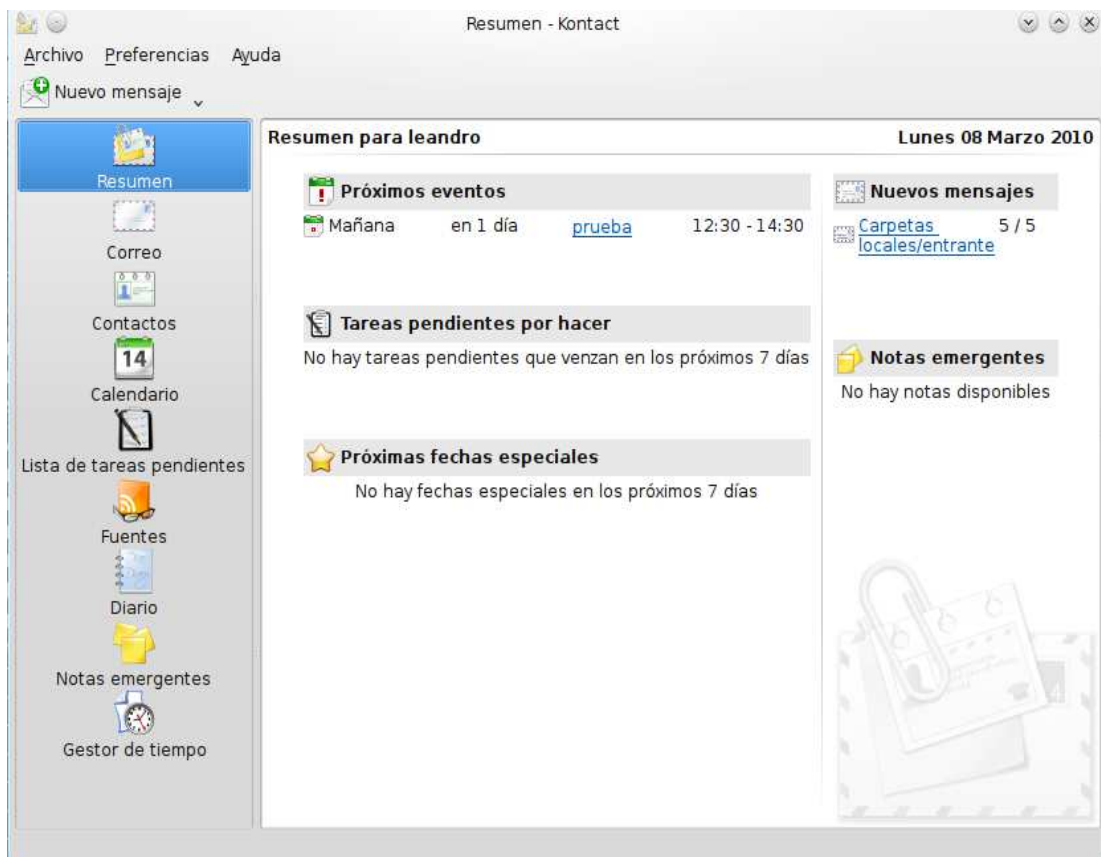 Resumen - Kontact
Archivo Preferencias Ayuda
Nuevo mensaje
Resumen
Correo
Contactos
14
Calendario
Lista de tareas pendientes
Fuentes
Diario
Notas emergentes
Gestor de tiempo
Resumen para leandro
Lunes 08 Marzo 2010
Próximos eventos
Mañana en 1 día prueba 12:30 - 14:30
Tareas pendientes por hacer
No hay tareas pendientes que venzan en los próximos 7 días
Próximas fechas especiales
No hay fechas especiales en los próximos 7 días
Nuevos mensajes
Carpetas 5 / 5
locales/entrante
Notas emergentes
No hay notas disponibles
4